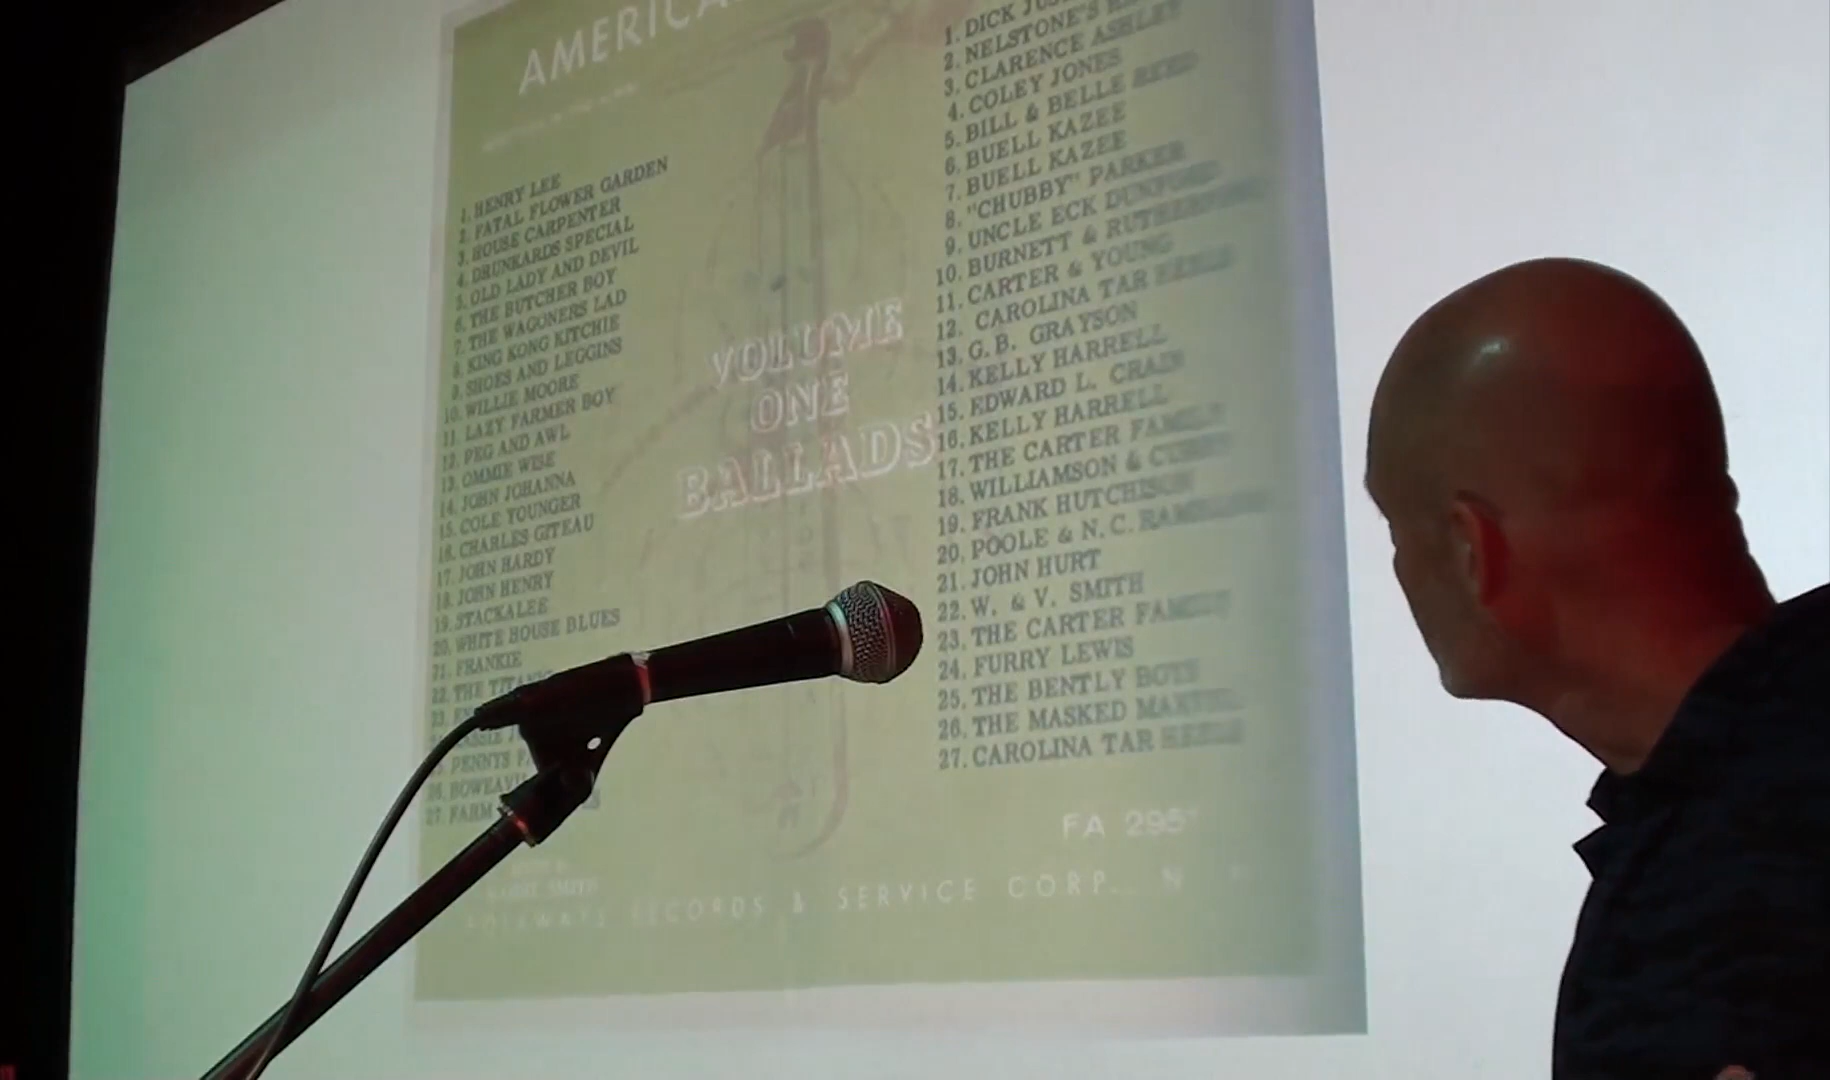 AMERICA
1. HENRY LEE
2. FATAL FLOWER GARDEN
3. HOUSE CARPENTER
4. DRUNKARDS SPECIAL
5. OLD LADY AND DEVIL
6. THE BUTCHER BOY
7. THE WAGONERS LAD
8. KING KONG KITCHIE
9. SHOES AND LEGGINS
10. WILLIE MOORE
11. LAZY FARMER BOY
12. PEG AND AWL
13. OMMIE WISE
14. JOHN JOHANNA
15. COLE YOUNGER
16. CHARLES GITEAU
17. JOHN HARDY
18. JOHN HENRY
19. STACKALEE
20. WHITE HOUSE BLUES
21. FRANKIE
22. THE
PENNYS
27. FARM
VOLUME
ONE
BALLADS
1. DICK
2. NELSTONE'S
3. CLARENCE ASHLEY
4. COLEY JONES
5. BILL & BELLE REED
6. BUELL KAZEE
7. BUELL KAZEE
8. "CHUBBY" PARKER
9. UNCLE ECK DUNFORD
10. BURNETT & RUTHERFORD
11. CARTER & YOUNG
12. CAROLINA TAR HEELS
13. G. B. GRAYSON
14. KELLY HARRELL
15. EDWARD L. CRAIN
16. KELLY HARRELL
17. THE CARTER FAMILY
18. WILLIAMSON &
19. FRANK HUTCHISON
20. POOLE & N. C.
21. JOHN HURT
22. W. & V. SMITH
23. THE CARTER FAMILY
24. FURRY LEWIS
25. THE BENTLY BOYS
26. THE MASKED MARVEL
27. CAROLINA TAR HEELS
FA 295
RECORDS & SERVICE CORP.